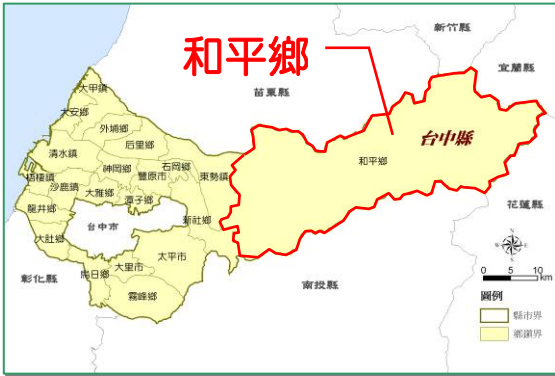 和平鄉
新竹縣
宜蘭縣
苗栗縣
大甲鎮
大安鄉
外埔鄉
后里鄉
台中縣
清水鎮
神岡鄉
石岡鄉
豐原市
東勢鎮
和平鄉
梧棲鎮
沙鹿鎮
大雅鄉
潭子鄉
龍井鄉
新社鄉
花蓮縣
台中市
大肚鄉
太平市
烏日鄉
大里市
彰化縣
南投縣
霧峰鄉
N
W
E
S
0 5 10
km
圖例
縣市界
鄉鎮界